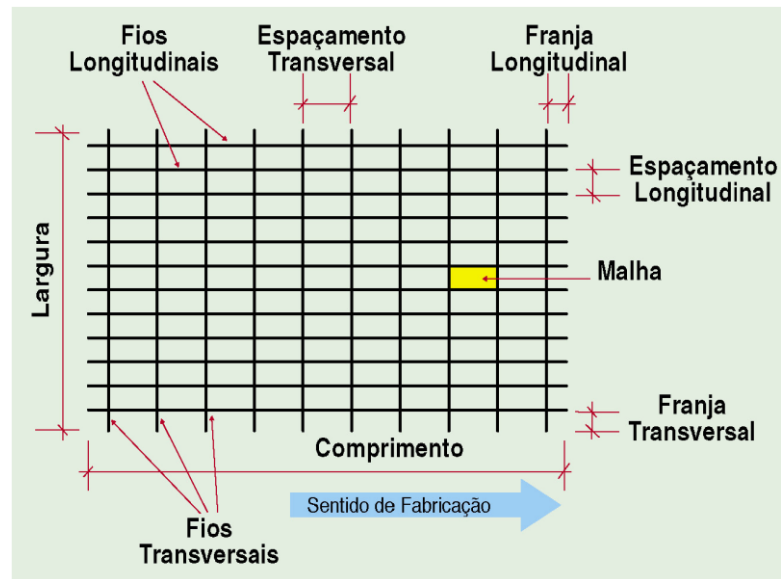 Fios
Longitudinais
Espaçamento
Transversal
Franja
Longitudinal
Espaçamento
Longitudinal
Largura
Malha
Franja
Transversal
Comprimento
Sentido de Fabricação
Fios
Transversais